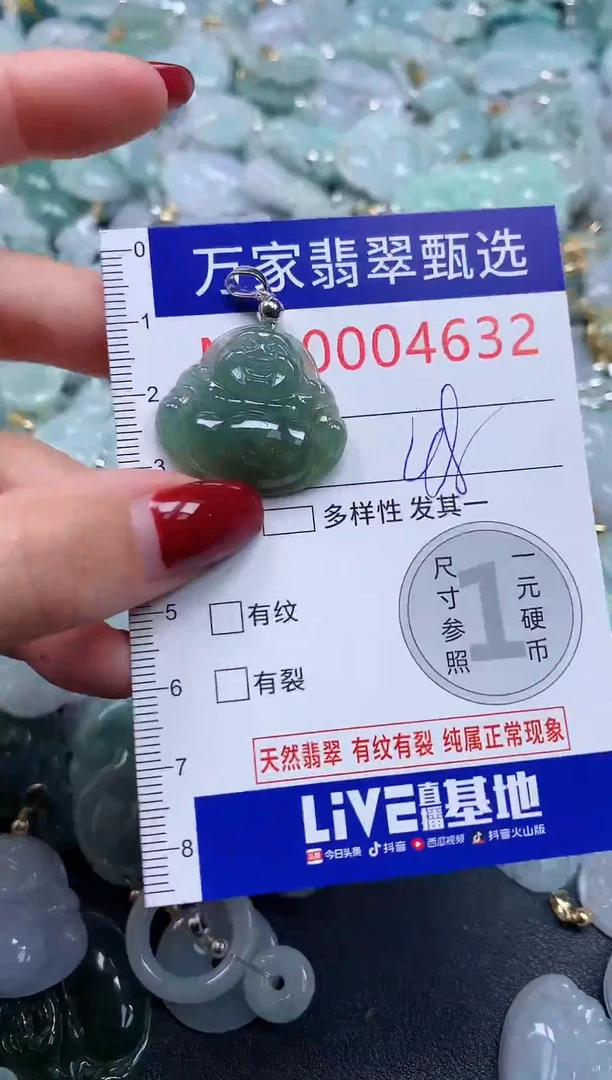 0
万家翡翠甄选
1
0004632
2
3
多样性 发其一
尺寸参照
1
一元硬币
5
有纹
6
有裂
天然翡翠 有纹有裂 纯属正常现象
7
LiVE直播基地
8
头条 今日头条 抖音 西瓜视频 抖音火山版